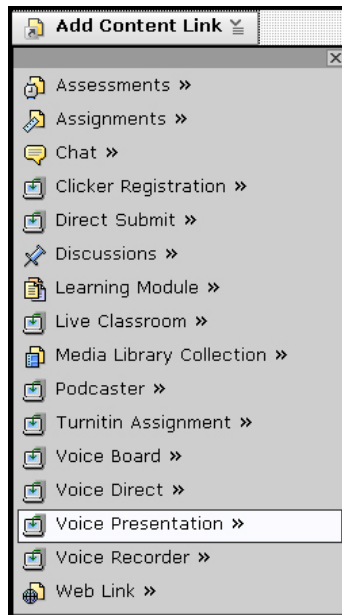 Add Content Link
Assessments »
Assignments »
Chat »
Clicker Registration »
Direct Submit »
Discussions »
Learning Module »
Live Classroom »
Media Library Collection »
Podcaster »
Turnitin Assignment »
Voice Board »
Voice Direct »
Voice Presentation »
Voice Recorder »
Web Link »